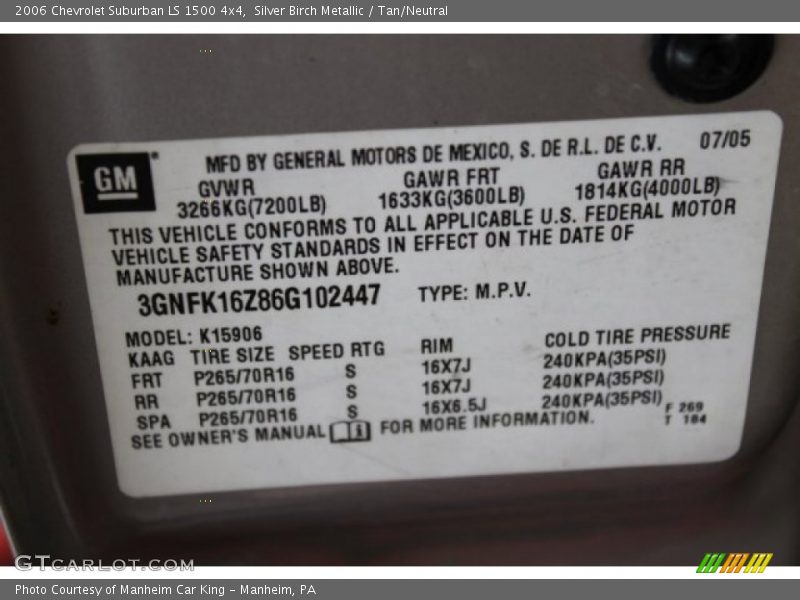 2006 Chevrolet Suburban LS 1500 4x4,  Silver Birch Metallic / Tan/Neutral
GM
MFD BY GENERAL MOTORS DE MEXICO, S. DE R.L. DE C.V. 07/05
GVWR GAWR FRT GAWR RR
3266KG(7200LB) 1633KG(3600LB) 1814KG(4000LB)
THIS VEHICLE CONFORMS TO ALL APPLICABLE U.S. FEDERAL MOTOR
VEHICLE SAFETY STANDARDS IN EFFECT ON THE DATE OF
MANUFACTURE SHOWN ABOVE.
3GNFK16Z86G102447 TYPE: M.P.V.
MODEL: K15906
KAAG TIRE SIZE SPEED RTG RIM COLD TIRE PRESSURE
FRT P265/70R16 S 16X7J 240KPA(35PSI)
RR P265/70R16 S 16X7J 240KPA(35PSI)
SPA P265/70R16 S 16X6.5J 240KPA(35PSI) F 269
SEE OWNER'S MANUAL FOR MORE INFORMATION. T 184
GTCARLOT.COM
Photo Courtesy of Manheim Car King – Manheim, PA